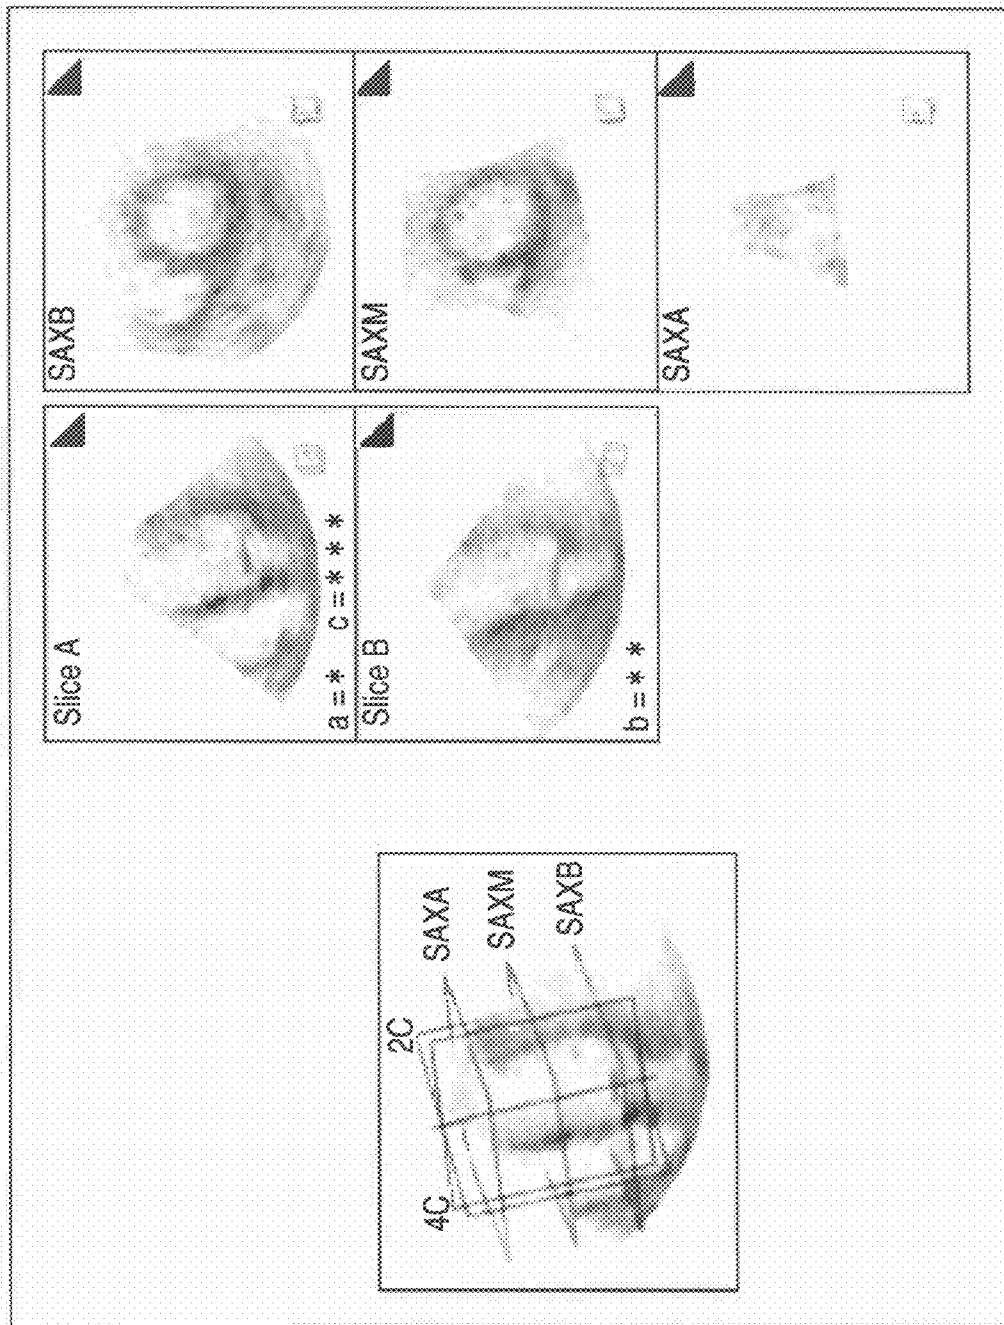 4C
2C
SAXA
SAXM
SAXB
Slice A
a = * c = * * *
Slice B
b = * *
SAXB
SAXM
SAXA